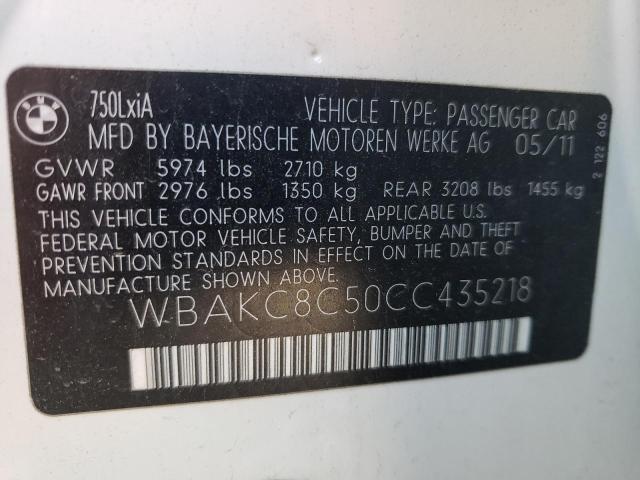 BMW
750LxiA VEHICLE TYPE: PASSENGER CAR
MFD BY BAYERISCHE MOTOREN WERKE AG 05/11
GVWR 5974 lbs 2710 kg
GAWR FRONT 2976 lbs 1350 kg REAR 3208 lbs 1455 kg
THIS VEHICLE CONFORMS TO ALL APPLICABLE U.S.
FEDERAL MOTOR VEHICLE SAFETY, BUMPER AND THEFT
PREVENTION STANDARDS IN EFFECT ON THE DATE OF
MANUFACTURE SHOWN ABOVE.
WBAKC8C50CC435218
2 122 606